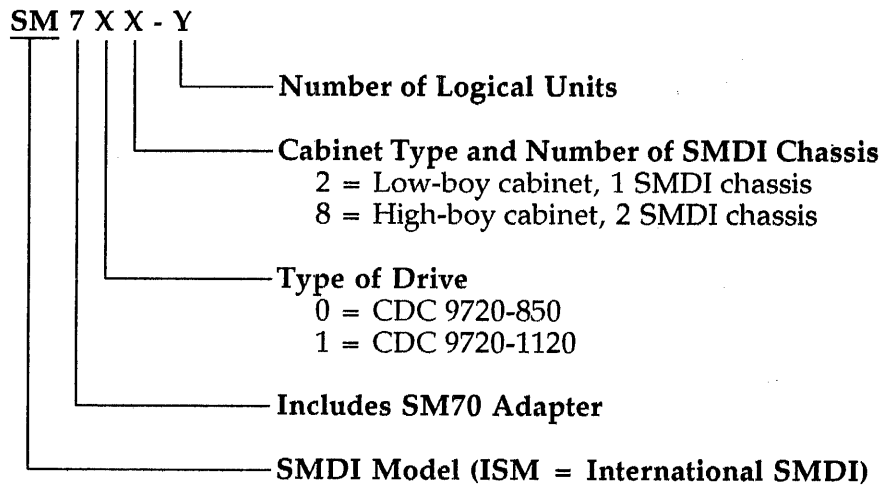 SM 7 X X - Y
Number of Logical Units
Cabinet Type and Number of SMDI Chassis
2 = Low-boy cabinet, 1 SMDI chassis
8 = High-boy cabinet, 2 SMDI chassis
Type of Drive
0 = CDC 9720-850
1 = CDC 9720-1120
Includes SM70 Adapter
SMDI Model (ISM = International SMDI)